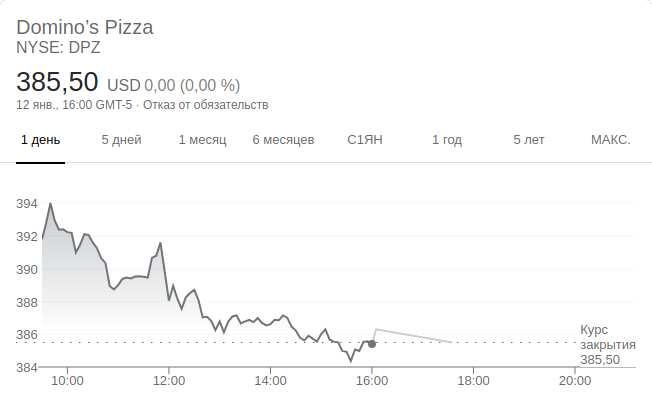 Domino’s Pizza
NYSE: DPZ
385,50 USD 0,00 (0,00 %)
12 янв., 16:00 GMT-5 · Отказ от обязательств
1 день 5 дней 1 месяц 6 месяцев С1ЯН 1 год 5 лет МАКС.
394
392
390
388
386
384
Курс
закрытия
385,50
10:00 12:00 14:00 16:00 18:00 20:00